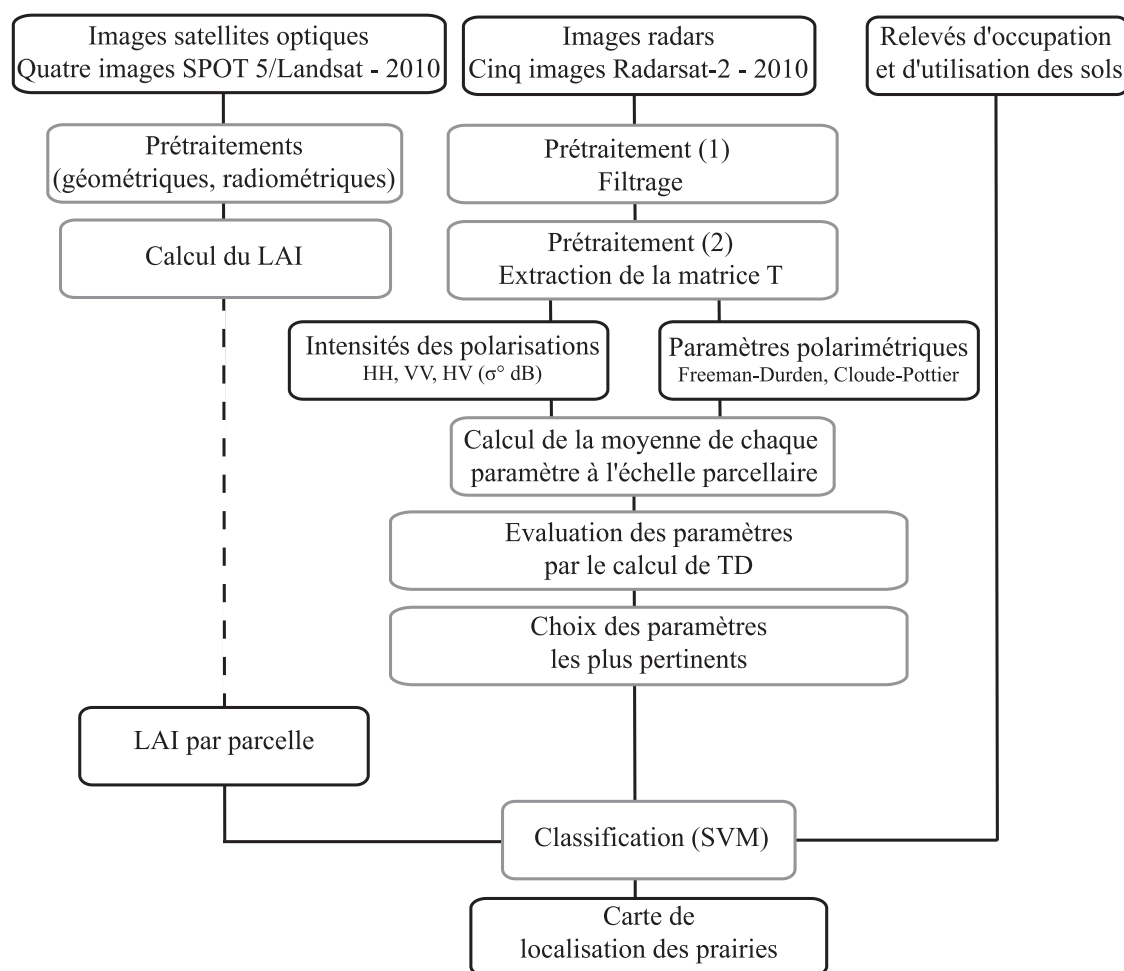 Images satellites optiques
Quatre images SPOT 5/Landsat - 2010
Images radars
Cinq images Radarsat-2 - 2010
Relevés d'occupation
et d'utilisation des sols
Prétraitements
(géométriques, radiométriques)
Prétraitement (1)
Filtrage
Calcul du LAI
Prétraitement (2)
Extraction de la matrice T
Intensités des polarisations
HH, VV, HV (σ° dB)
Paramètres polarimétriques
Freeman-Durden, Cloude-Pottier
Calcul de la moyenne de chaque
paramètre à l'échelle parcellaire
Evaluation des paramètres
par le calcul de TD
Choix des paramètres
les plus pertinents
LAI par parcelle
Classification (SVM)
Carte de
localisation des prairies